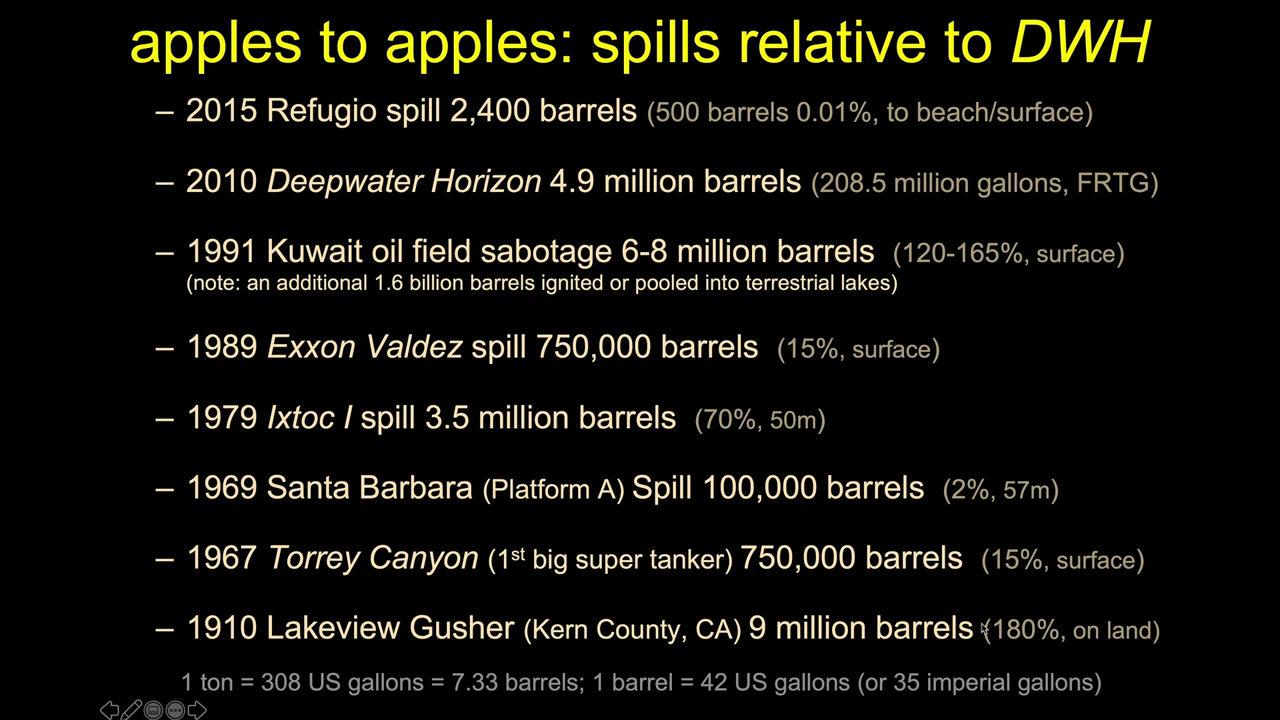 apples to apples: spills relative to DWH
– 2015 Refugio spill 2,400 barrels (500 barrels 0.01%, to beach/surface)
– 2010 Deepwater Horizon 4.9 million barrels (208.5 million gallons, FRTG)
– 1991 Kuwait oil field sabotage 6-8 million barrels (120-165%, surface)
(note: an additional 1.6 billion barrels ignited or pooled into terrestrial lakes)
– 1989 Exxon Valdez spill 750,000 barrels (15%, surface)
– 1979 Ixtoc I spill 3.5 million barrels (70%, 50m)
– 1969 Santa Barbara (Platform A) Spill 100,000 barrels (2%, 57m)
– 1967 Torrey Canyon (1st big super tanker) 750,000 barrels (15%, surface)
– 1910 Lakeview Gusher (Kern County, CA) 9 million barrels (180%, on land)
1 ton = 308 US gallons = 7.33 barrels; 1 barrel = 42 US gallons (or 35 imperial gallons)